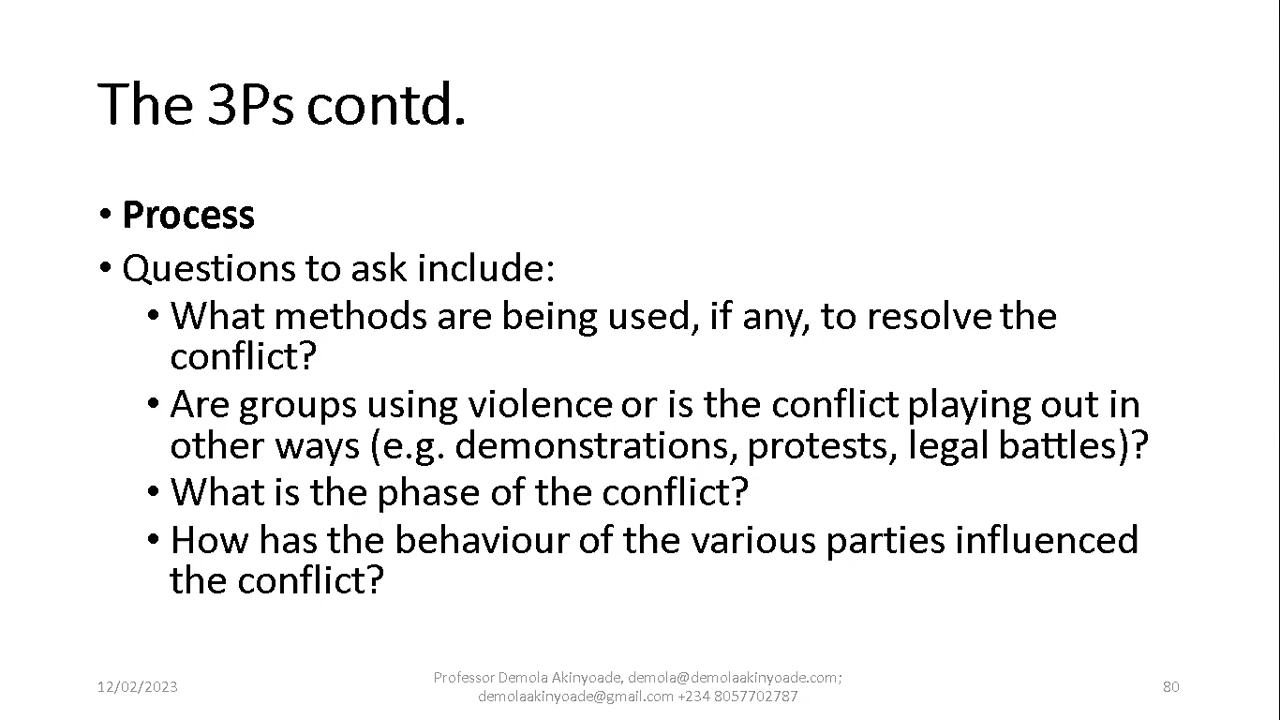 The 3Ps contd.
• Process
• Questions to ask include:
• What methods are being used, if any, to resolve the
conflict?
• Are groups using violence or is the conflict playing out in
other ways (e.g. demonstrations, protests, legal battles)?
• What is the phase of the conflict?
• How has the behaviour of the various parties influenced
the conflict?
12/02/2023
Professor Demola Akinyoade, demola@demolaakinyoade.com;
demolaakinyoade@gmail.com +234 8057702787
80